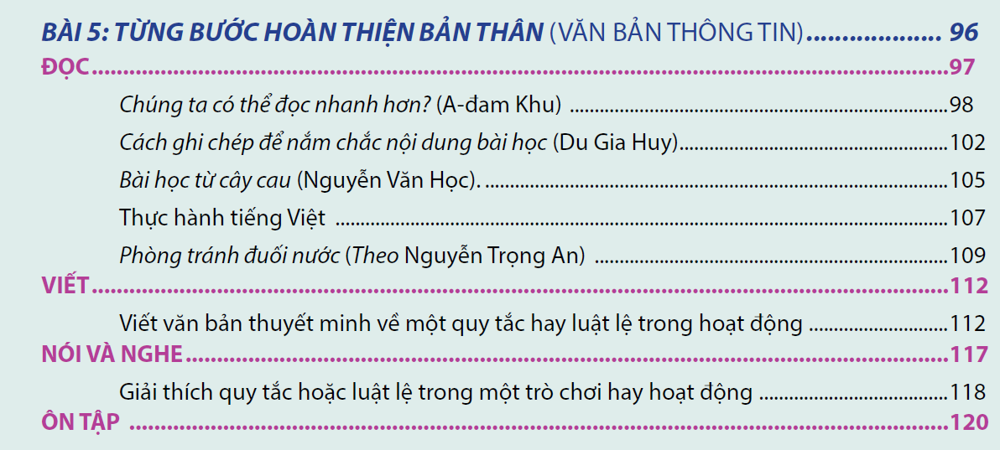 BÀI 5: TỪNG BƯỚC HOÀN THIỆN BẢN THÂN (VĂN BẢN THÔNG TIN)................... 96
ĐỌC.....................................................................................................97
Chúng ta có thể đọc nhanh hơn? (A-đam Khu) ..............................................98
Cách ghi chép để nắm chắc nội dung bài học (Du Gia Huy)................................102
Bài học từ cây cau (Nguyễn Văn Học). .......................................................105
Thực hành tiếng Việt ...........................................................................107
Phòng tránh đuối nước (Theo Nguyễn Trọng An) ...........................................109
VIẾT.....................................................................................................112
Viết văn bản thuyết minh về một quy tắc hay luật lệ trong hoạt động ................112
NÓI VÀ NGHE.........................................................................................117
Giải thích quy tắc hoặc luật lệ trong một trò chơi hay hoạt động .......................118
ÔN TẬP ................................................................................................120